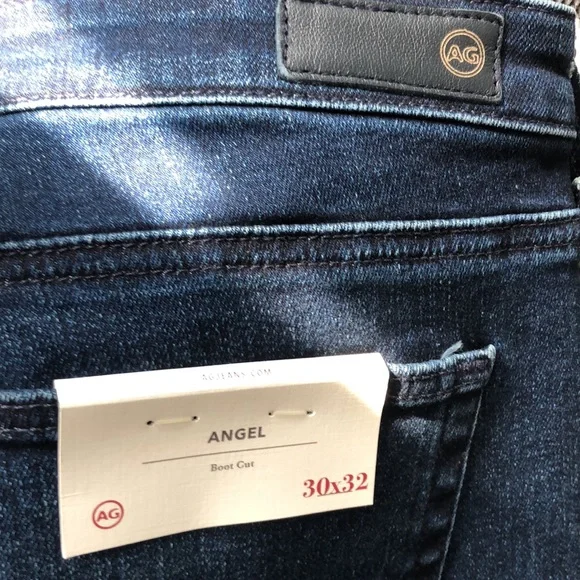 AG
AGJEANS.COM
ANGEL
Boot Cut
30x32
AG